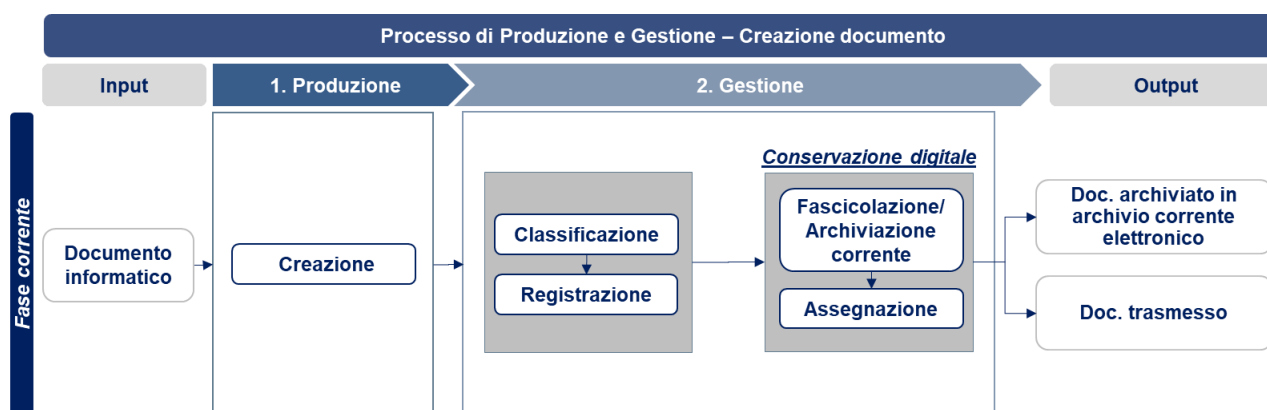 Processo di Produzione e Gestione – Creazione documento
Input
1. Produzione
2. Gestione
Output
Fase corrente
Documento
informatico
Creazione
Classificazione
Registrazione
Conservazione digitale
Fascicolazione/
Archiviazione
corrente
Assegnazione
Doc. archiviato in
archivio corrente
elettronico
Doc. trasmesso